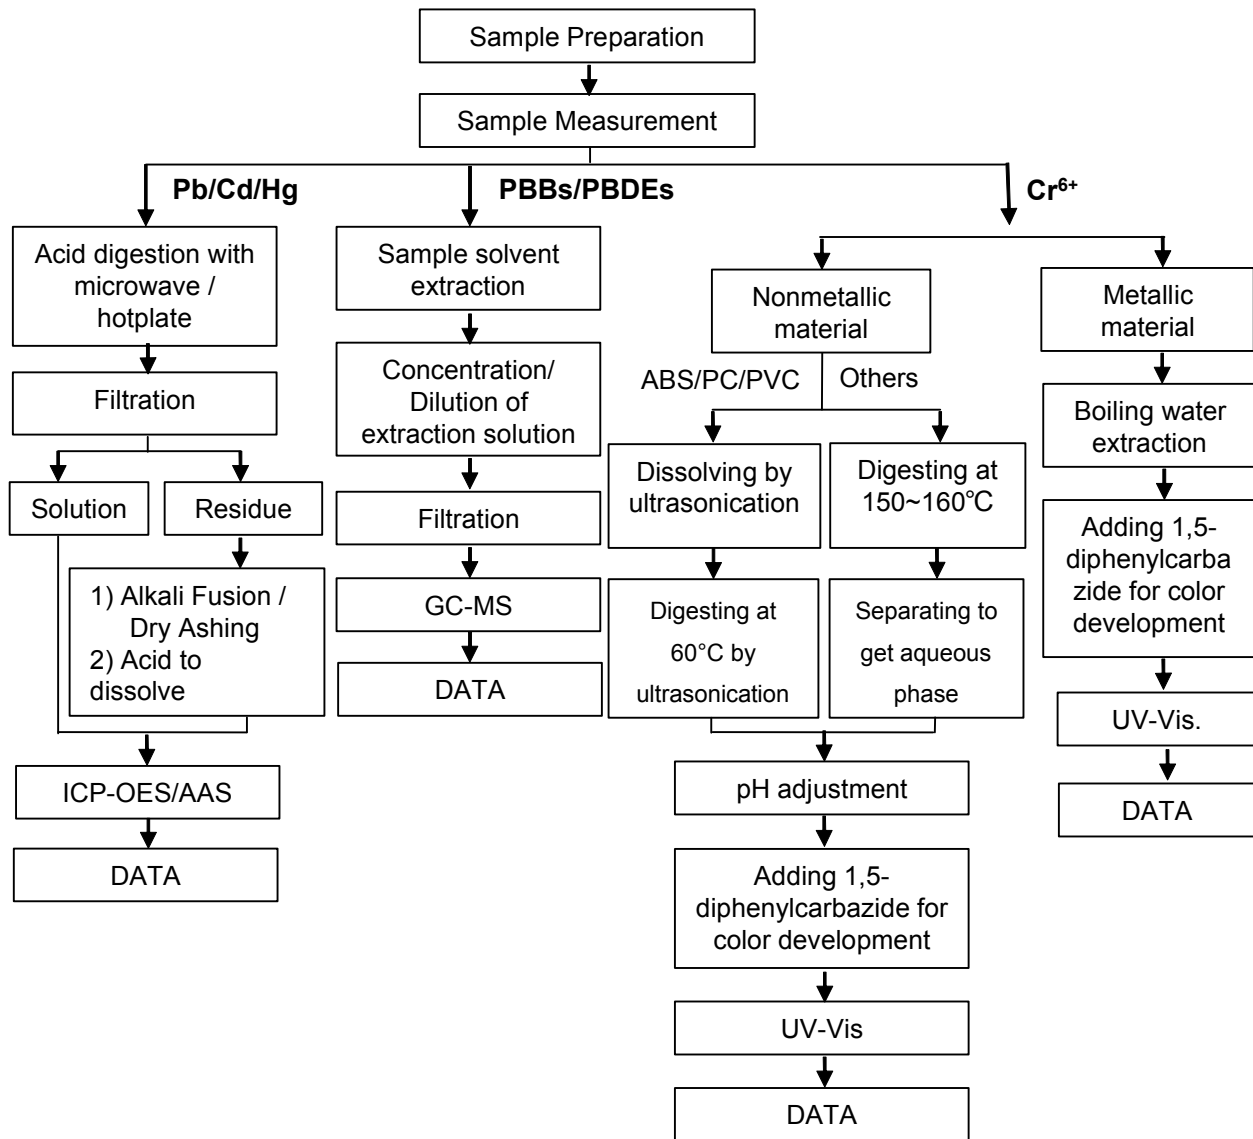 Sample Preparation
Sample Measurement
Pb/Cd/Hg
PBBs/PBDEs
Cr⁶⁺
Acid digestion with
microwave /
hotplate
Filtration
Solution
Residue
1) Alkali Fusion /
Dry Ashing
2) Acid to
dissolve
ICP-OES/AAS
DATA
Sample solvent
extraction
Concentration/
Dilution of
extraction solution
Filtration
GC-MS
DATA
Nonmetallic
material
ABS/PC/PVC
Others
Dissolving by
ultrasonication
Digesting at
60°C by
ultrasonication
Digesting at
150~160℃
Separating to
get aqueous
phase
pH adjustment
Adding 1,5-
diphenylcarbazide for
color development
UV-Vis
DATA
Metallic
material
Boiling water
extraction
Adding 1,5-
diphenylcarba
zide for color
development
UV-Vis.
DATA